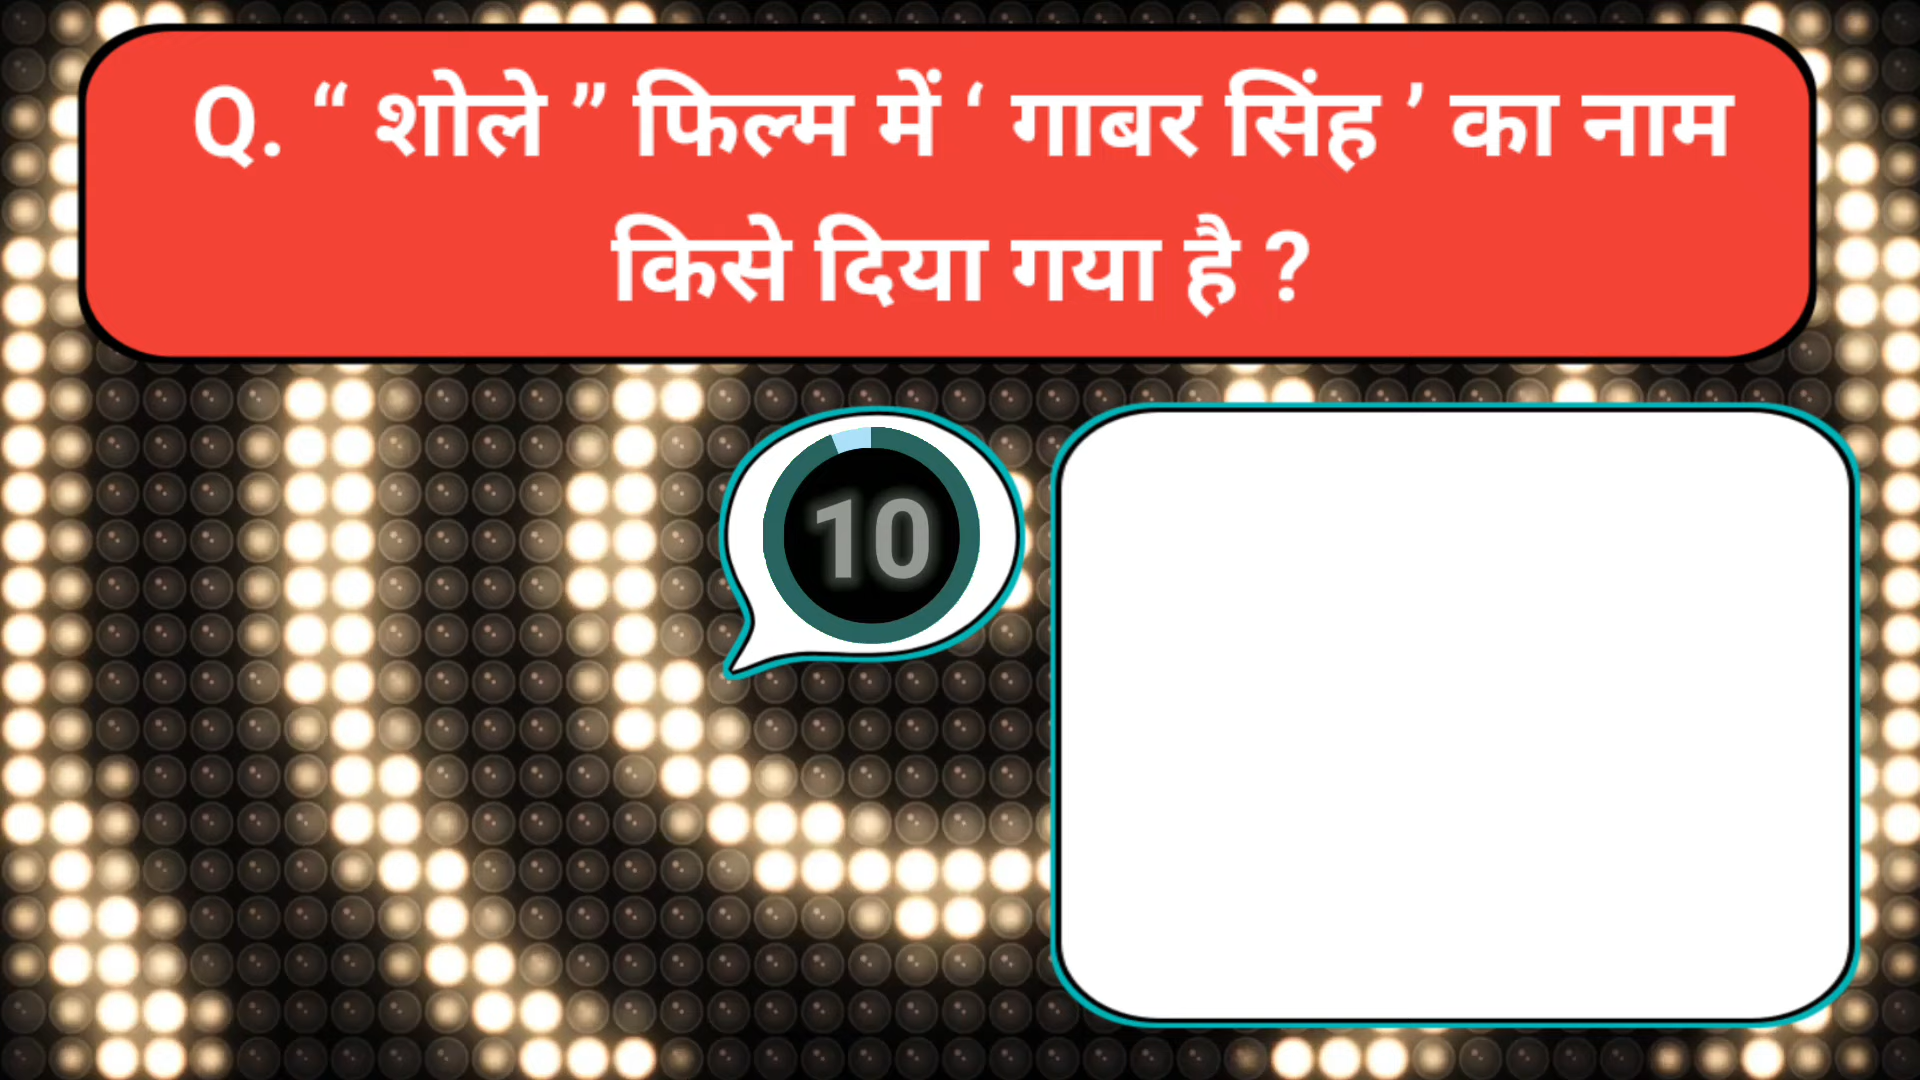 Q. “ शोले ” फिल्म में ‘ गाबर सिंह ’ का नाम
किसे दिया गया है ?
10